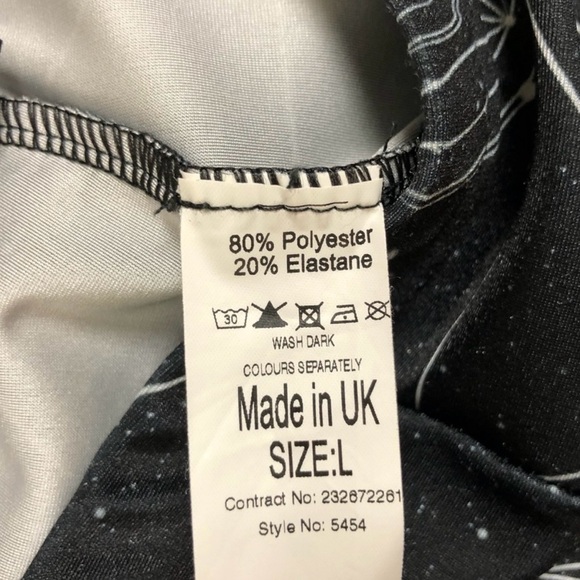 80% Polyester
20% Elastane
30
WASH DARK
COLOURS SEPARATELY
Made in UK
SIZE:L
Contract No: 232672261
Style No: 5454